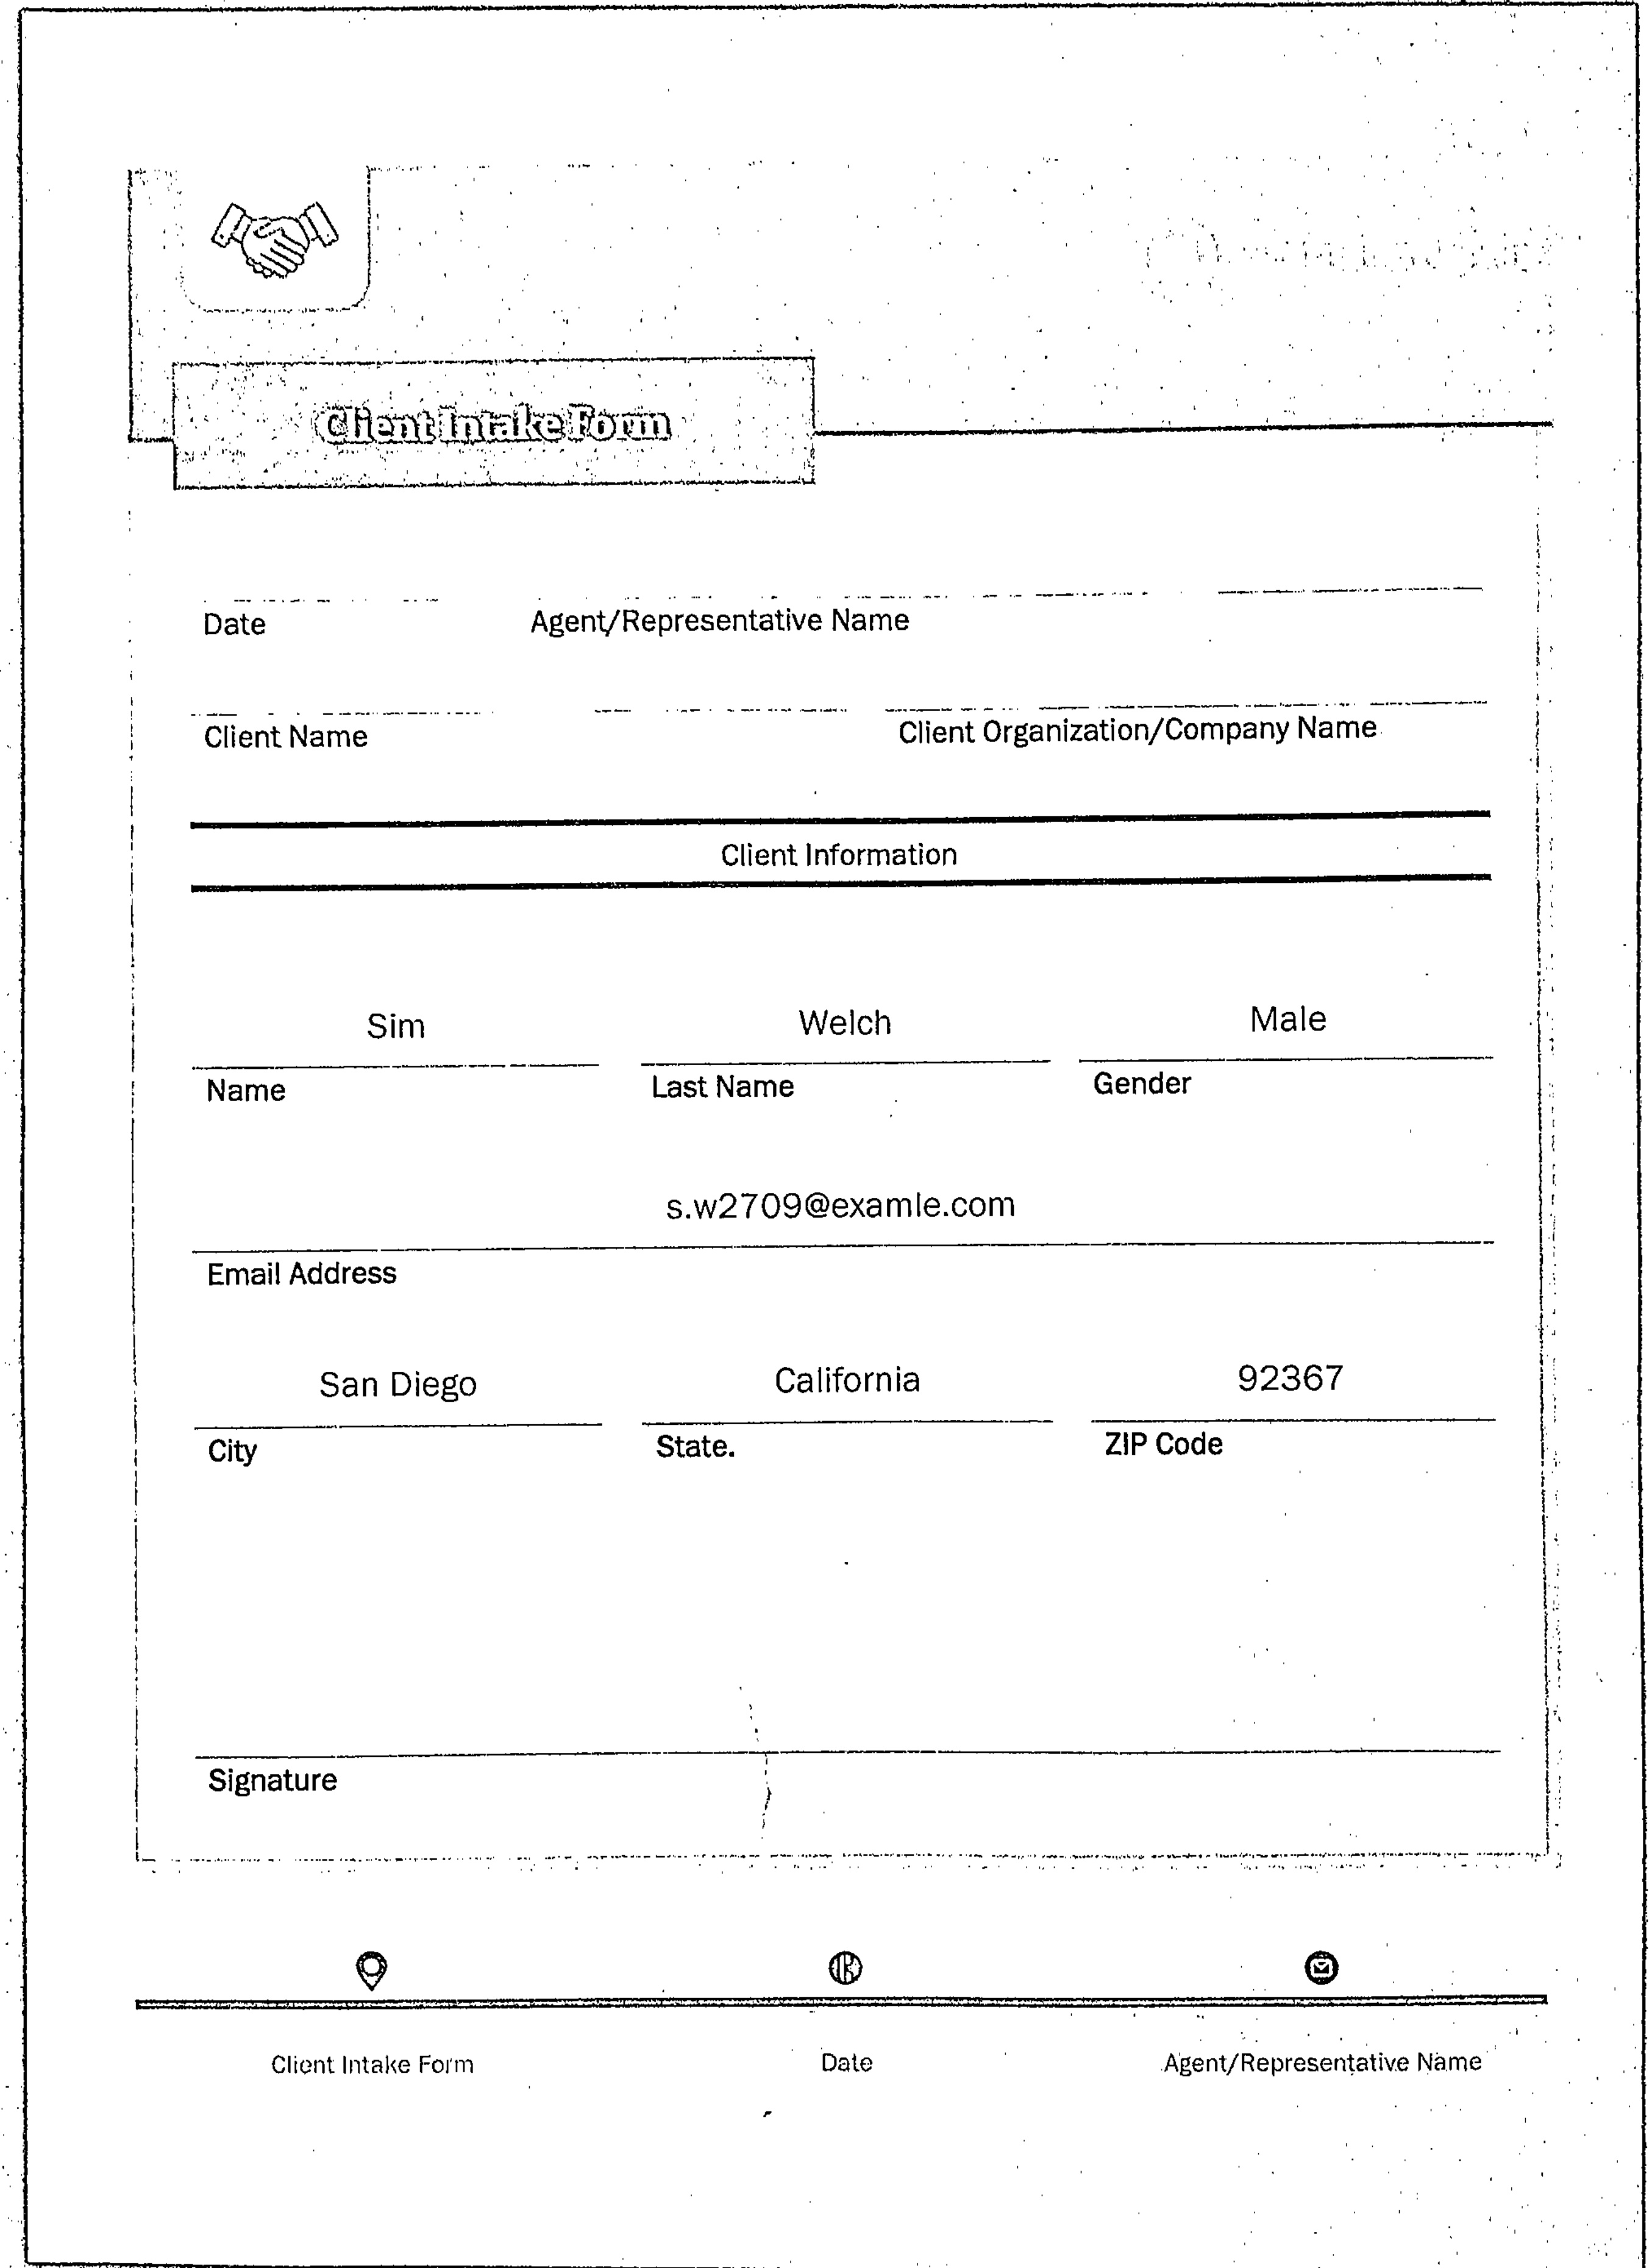 Client Intake Form
Date Agent/Representative Name
Client Name Client Organization/Company Name
Client Information
Sim Welch Male
Name Last Name Gender
s.w2709@examle.com
Email Address
San Diego California 92367
City State. ZIP Code
Signature
Client Intake Form Date Agent/Representative Name